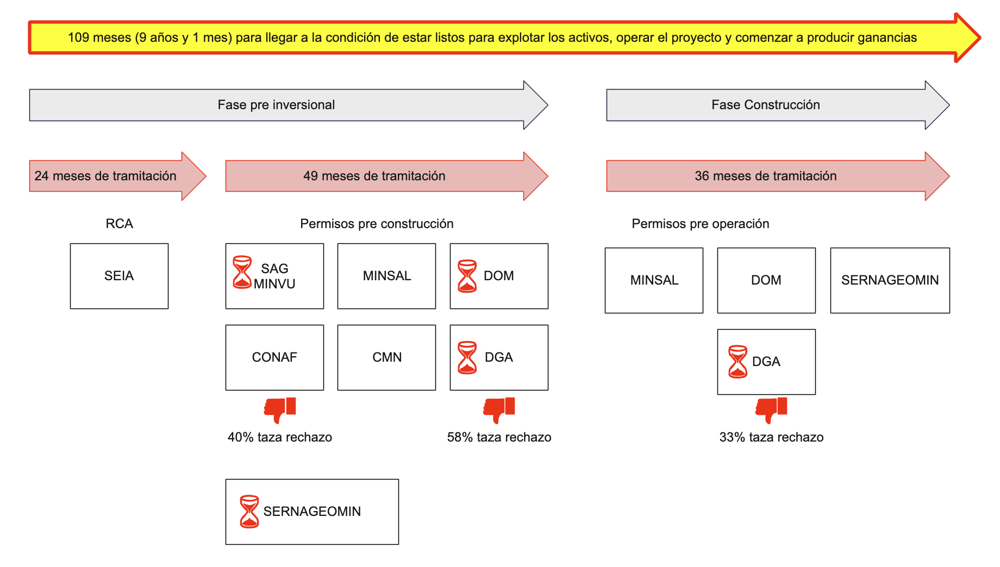 109 meses (9 años y 1 mes) para llegar a la condición de estar listos para explotar los activos, operar el proyecto y comenzar a producir ganancias
Fase pre inversional
Fase Construcción
24 meses de tramitación
49 meses de tramitación
36 meses de tramitación
RCA
Permisos pre construcción
Permisos pre operación
SEIA
SAG
MINVU
MINSAL
DOM
MINSAL
DOM
SERNAGEOMIN
CONAF
CMN
DGA
DGA
40% taza rechazo
58% taza rechazo
33% taza rechazo
SERNAGEOMIN